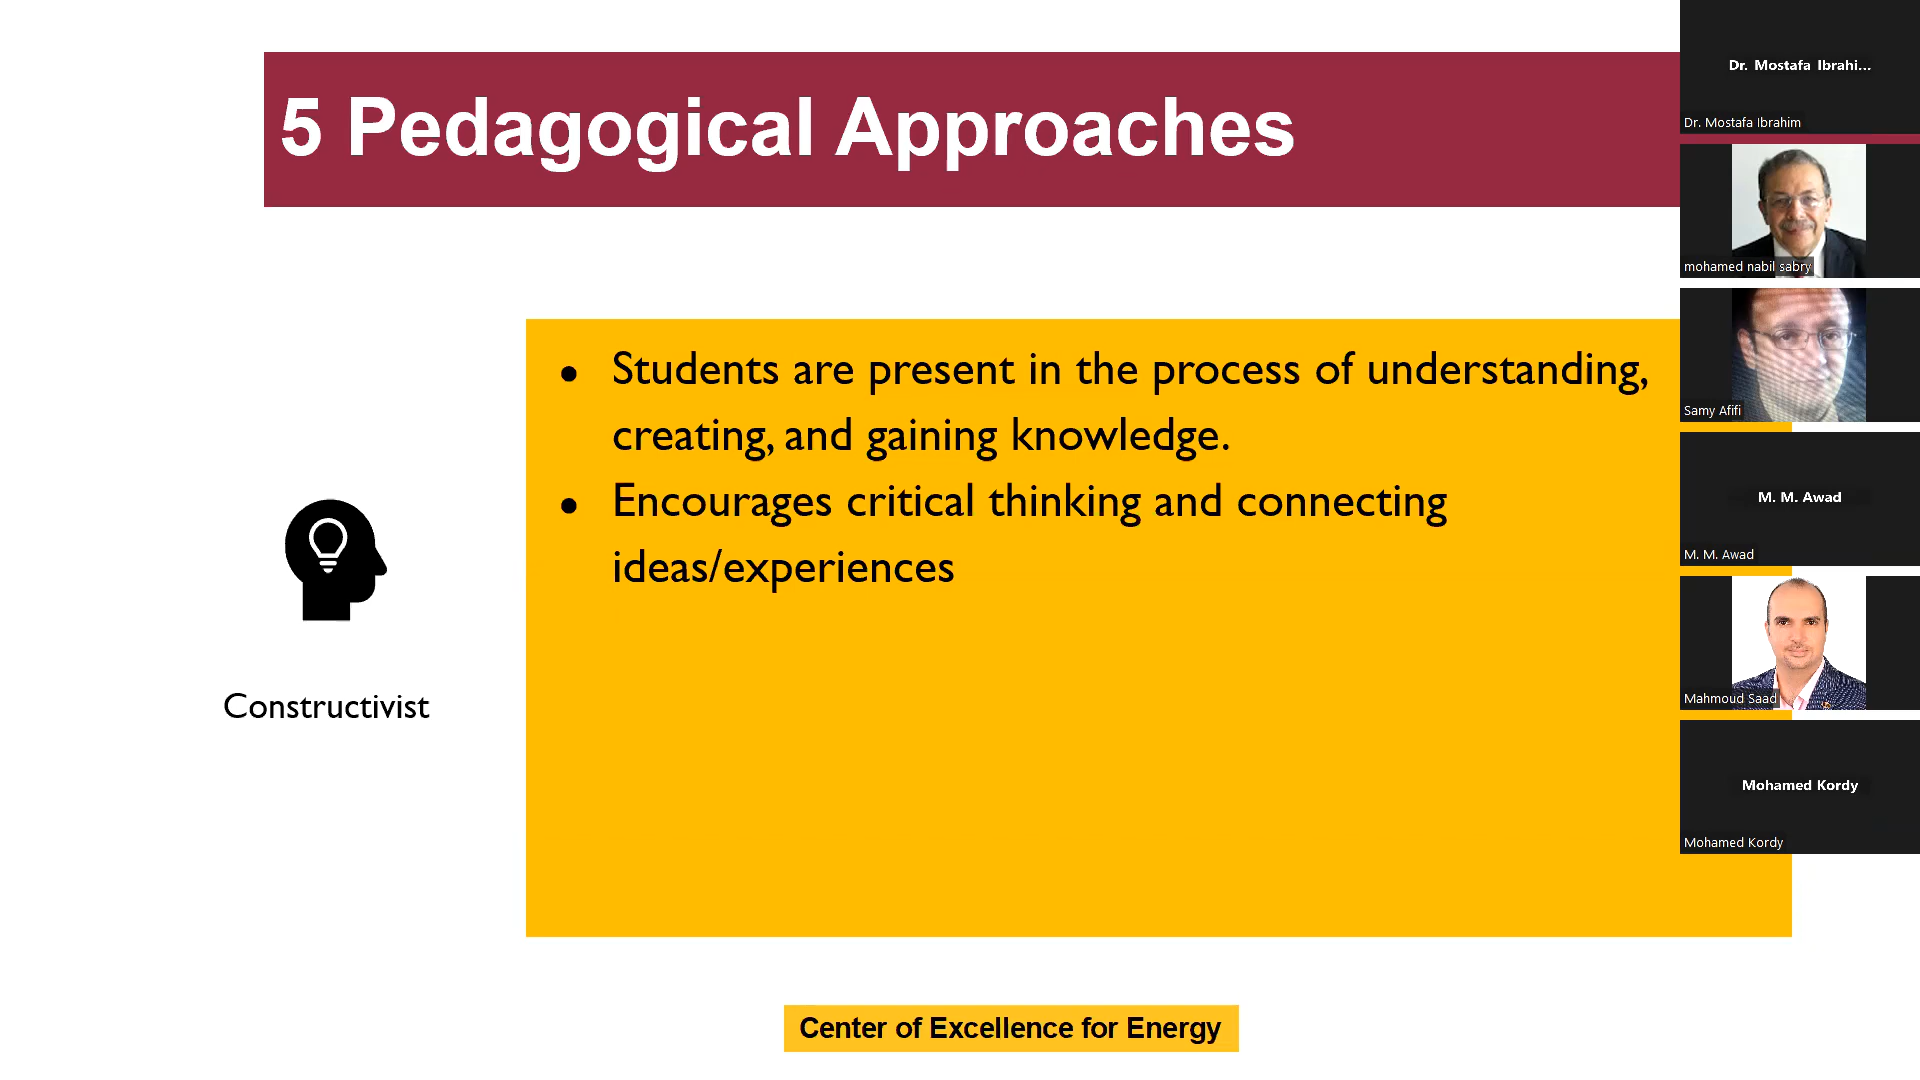 5 Pedagogical Approaches
• Students are present in the process of understanding,
creating, and gaining knowledge.
• Encourages critical thinking and connecting
ideas/experiences
Constructivist
Center of Excellence for Energy
Dr. Mostafa Ibrahi...
Dr. Mostafa Ibrahim
mohamed nabil sabry
Samy Afifi
M. M. Awad
M. M. Awad
Mahmoud Saad
Mohamed Kordy
Mohamed Kordy